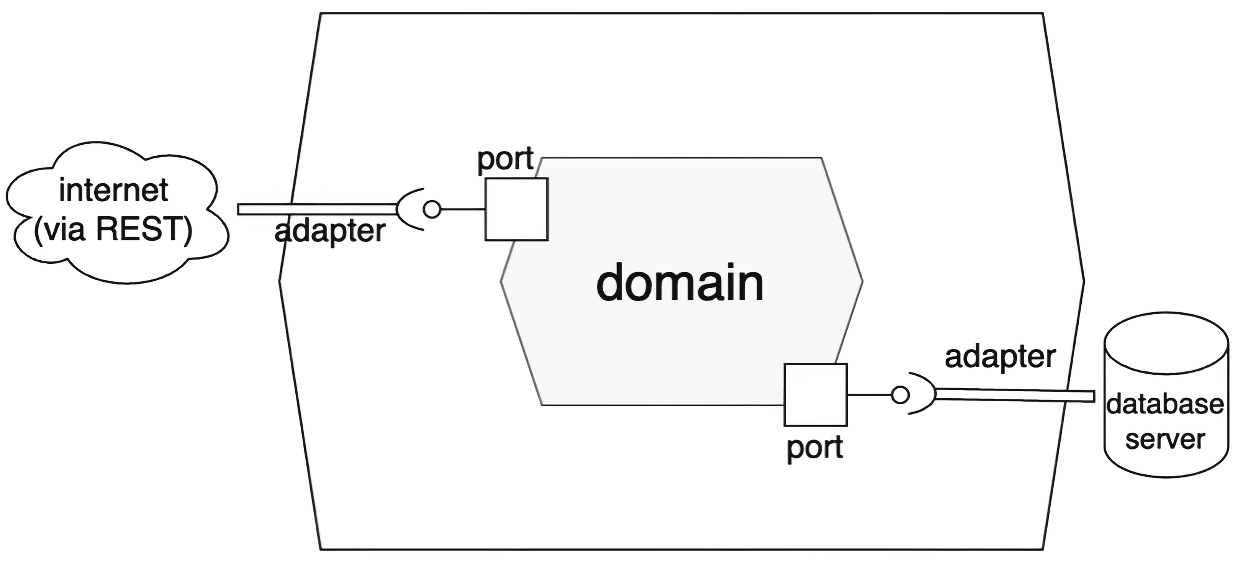 port
internet
(via REST)
adapter
domain
adapter
database
server
port